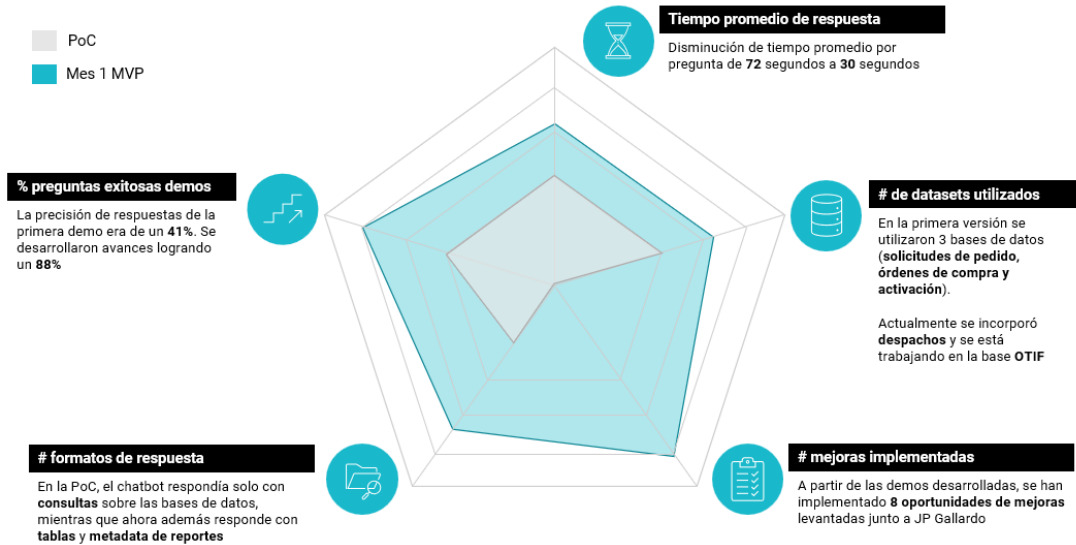 PoC
Mes 1 MVP
Tiempo promedio de respuesta
Disminución de tiempo promedio por
pregunta de 72 segundos a 30 segundos
% preguntas exitosas demos
La precisión de respuestas de la
primera demo era de un 41%. Se
desarrollaron avances logrando
un 88%
# de datasets utilizados
En la primera versión se
utilizaron 3 bases de datos
(solicitudes de pedido,
órdenes de compra y
activación).
Actualmente se incorporó
despachos y se está
trabajando en la base OTIF
# formatos de respuesta
En la PoC, el chatbot respondía solo con
consultas sobre las bases de datos,
mientras que ahora además responde con
tablas y metadata de reportes
# mejoras implementadas
A partir de las demos desarrolladas, se han
implementado 8 oportunidades de mejoras
levantadas junto a JP Gallardo